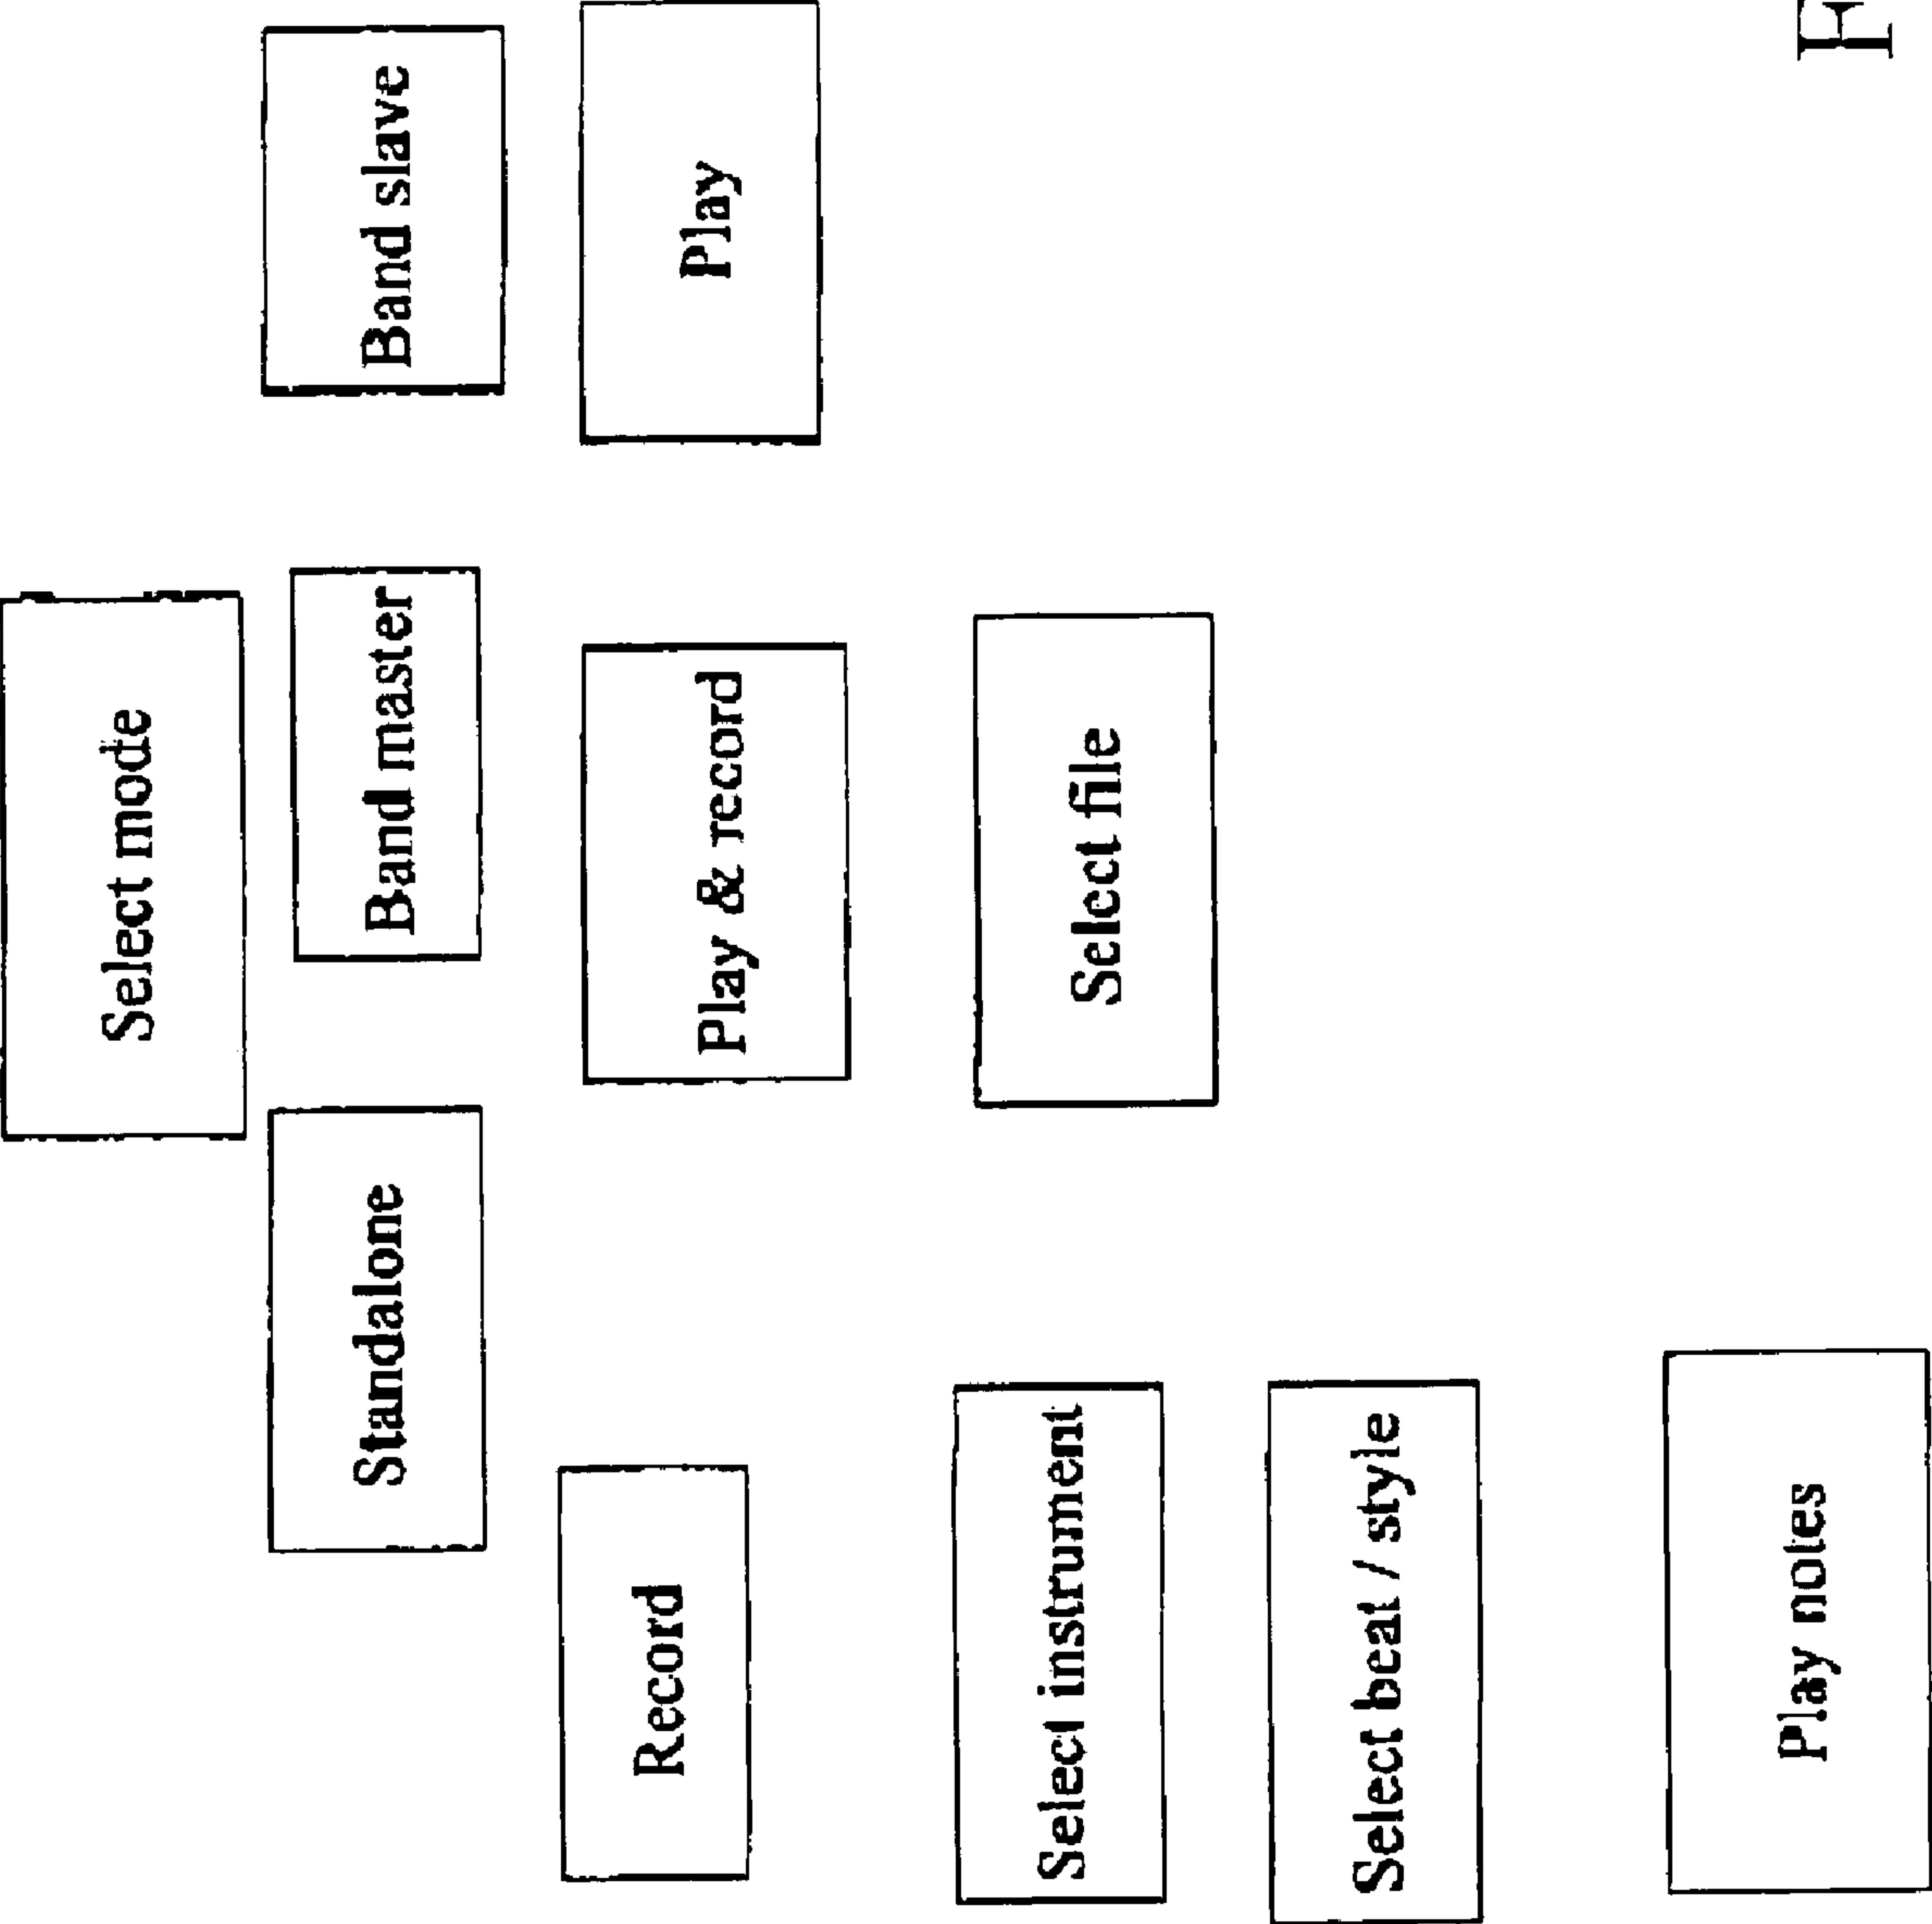 Select mode
Standalone
Band master
Band slave
Record
Play & record
Play
Select instrument
Select file
Select beat / style
Play notes
F